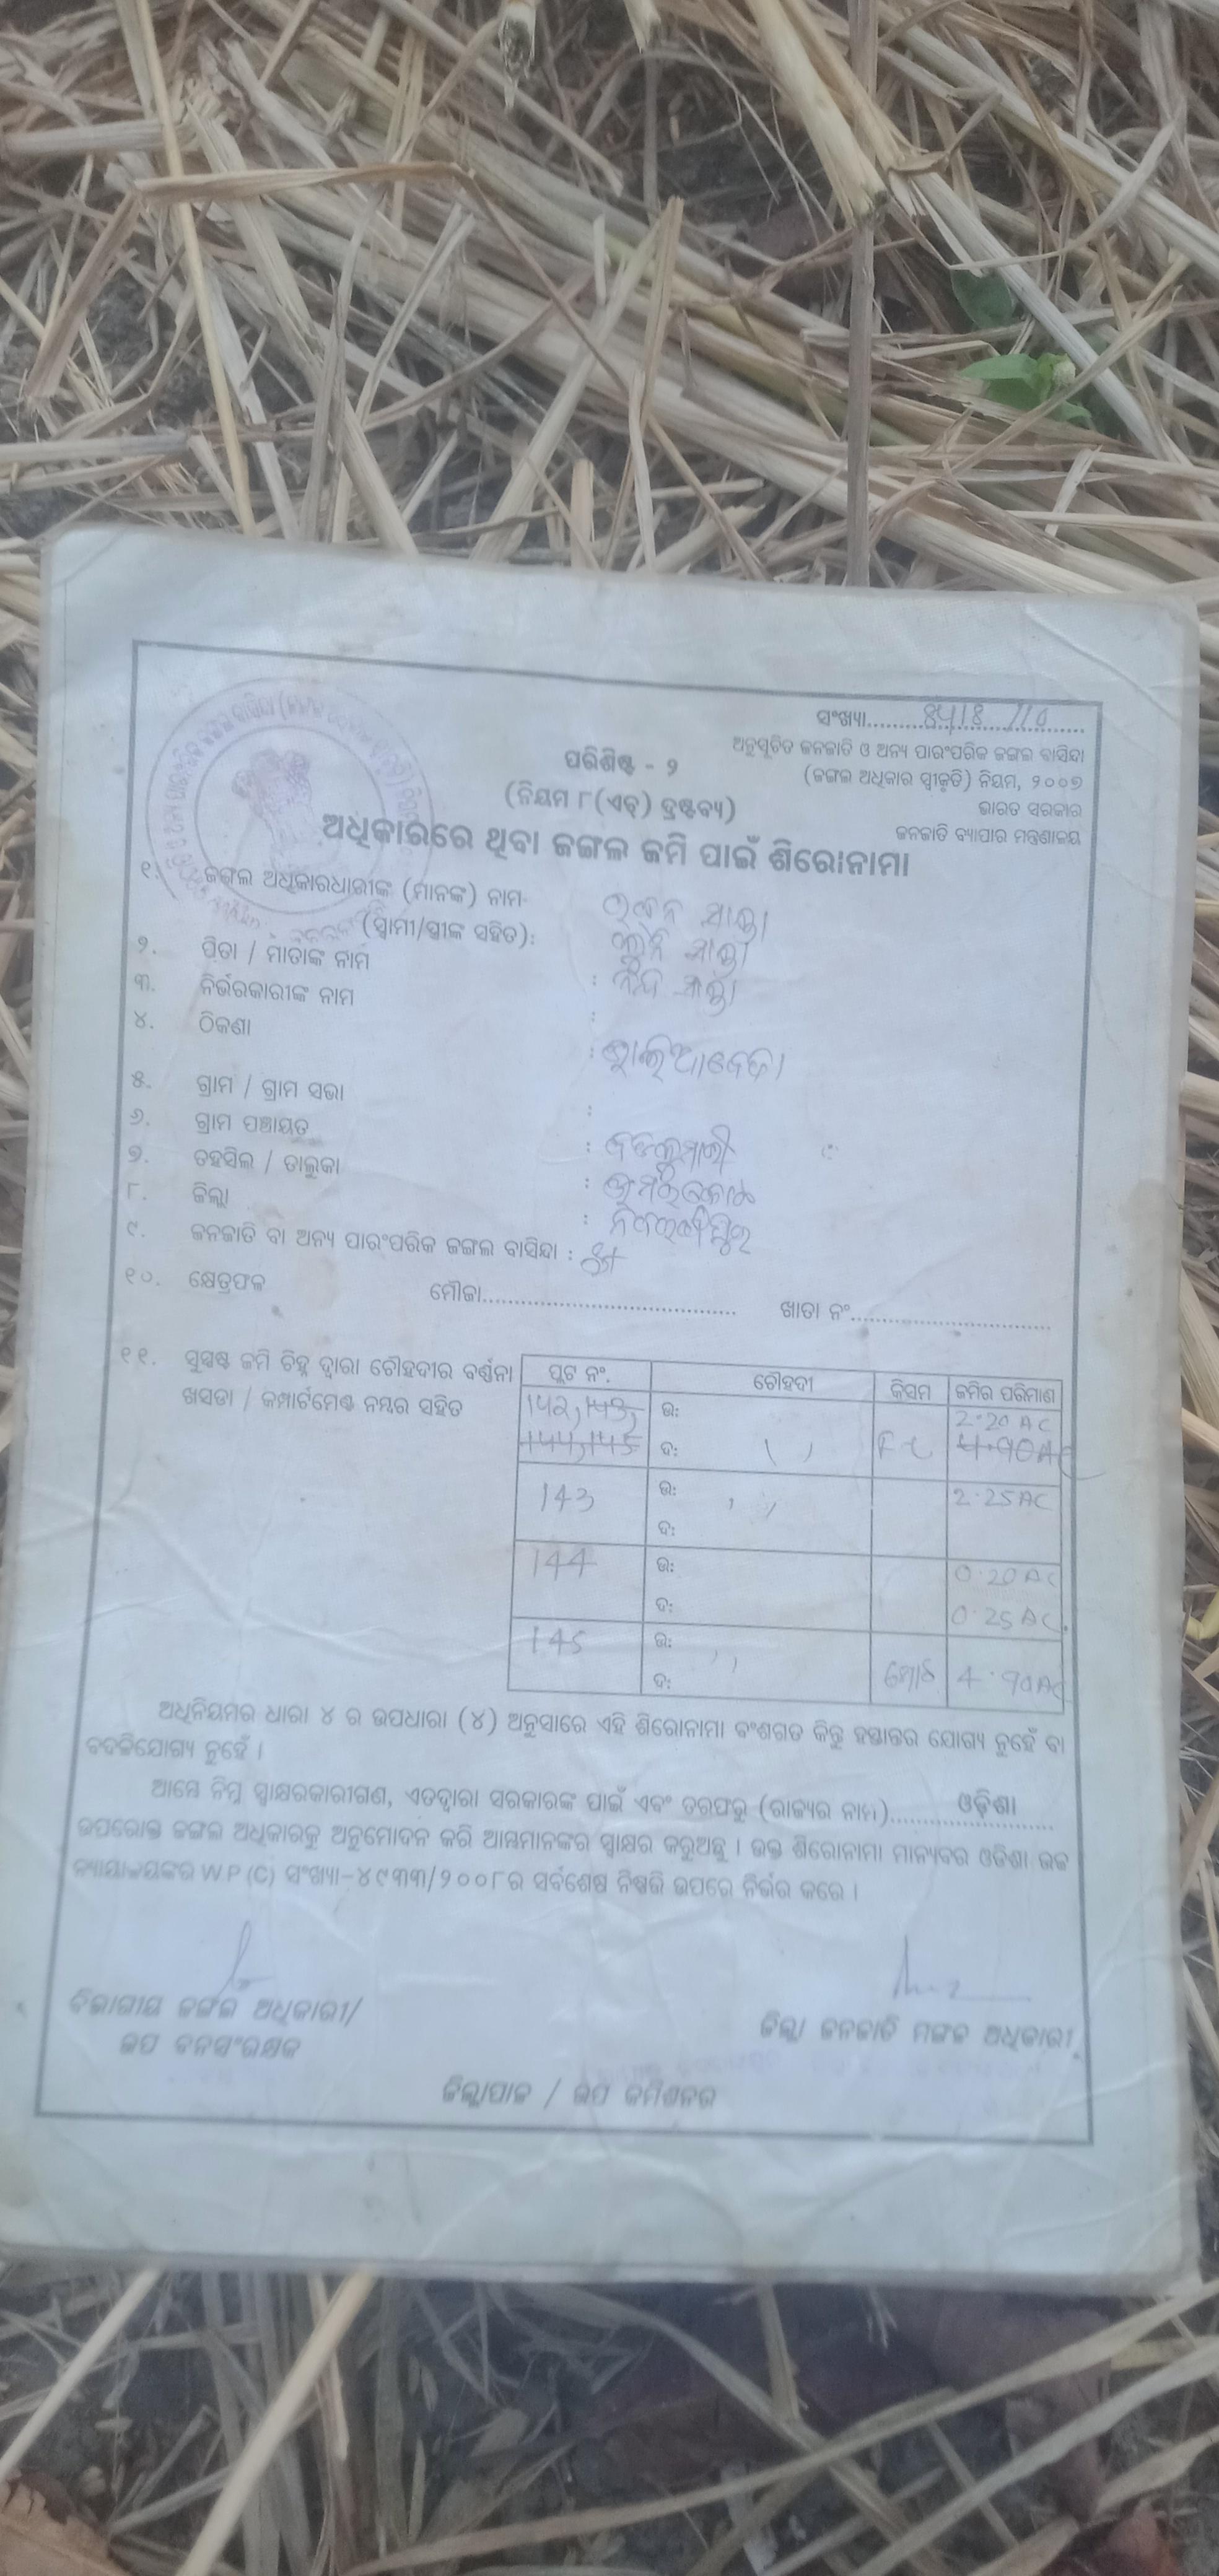 ସଂଖ୍ୟା
ଅନୁସୂଚିତ ଜନଜାତି ଓ ଅନ୍ୟ ପାରଂପରିକ ଜଙ୍ଗଲ ବାସିନ୍ଦା
ପରିଶିଷ୍ଟ - ୨
(ଜଙ୍ଗଲ ଅଧିକାର ସ୍ୱୀକୃତି) ନିୟମ, ୨୦୦୭
(ନିୟମ ୮(ଏଚ୍) ଦ୍ରଷ୍ଟବ୍ୟ)
ଭାରତ ସରକାର
ଜନଜାତି ବ୍ୟାପାର ମନ୍ତ୍ରଣାଳୟ
ଅଧିକାରରେ ଥିବା ଜଙ୍ଗଲ ଜମି ପାଇଁ ଶିରୋନାମା
୧. ଜଙ୍ଗଲ ଅଧିକାରଧାରୀଙ୍କ (ମାନଙ୍କ) ନାମ
(ସ୍ୱାମୀ/ସ୍ତ୍ରୀଙ୍କ ସହିତ):
୨. ପିତା / ମାତାଙ୍କ ନାମ :
୩. ନିର୍ଭରକାରୀଙ୍କ ନାମ :
୪. ଠିକଣା :
୫. ଗ୍ରାମ / ଗ୍ରାମ ସଭା :
୬. ଗ୍ରାମ ପଞ୍ଚାୟତ :
୭. ତହସିଲ / ତାଲୁକା :
୮. ଜିଲ୍ଲା :
୯. ଜନଜାତି ବା ଅନ୍ୟ ପାରଂପରିକ ଜଙ୍ଗଲ ବାସିନ୍ଦା :
୧୦. କ୍ଷେତ୍ରଫଳ ମୌଜା ଖାତା ନଂ
୧୧. ସୁସ୍ପଷ୍ଟ ଜମି ଚିହ୍ନ ଦ୍ୱାରା ଚୌହଦୀର ବର୍ଣ୍ଣନା
ଖସଡା / କମ୍ପାର୍ଟମେଣ୍ଟ ନମ୍ବର ସହିତ
ପ୍ଲଟ ନଂ. ଚୌହଦୀ କିସମ ଜମିର ପରିମାଣ
142, 143, ଉ: 2.20 AC
144, 145 ଦ: 4.90 AC
143 ଉ: 2.25 AC
ଦ:
144 ଉ: 0.20 AC
ଦ: 0.25 AC
145 ଉ:
ଦ: 4.90 AC
ଅଧିନିୟମର ଧାରା ୪ ର ଉପଧାରା (୪) ଅନୁସାରେ ଏହି ଶିରୋନାମା ବଂଶଗତ କିନ୍ତୁ ହସ୍ତାନ୍ତର ଯୋଗ୍ୟ ନୁହେଁ ବା
ବଦଳିଯୋଗ୍ୟ ନୁହେଁ ।
ଆମ୍ଭେ ନିମ୍ନ ସ୍ୱାକ୍ଷରକାରୀଗଣ, ଏତଦ୍ୱାରା ସରକାରଙ୍କ ପାଇଁ ଏବଂ ତରଫରୁ (ରାଜ୍ୟର ନାମ) ଓଡ଼ିଶା
ଉପରୋକ୍ତ ଜଙ୍ଗଲ ଅଧିକାରକୁ ଅନୁମୋଦନ କରି ଆମ୍ଭମାନଙ୍କର ସ୍ୱାକ୍ଷର କରୁଅଛୁ । ଉକ୍ତ ଶିରୋନାମା ମାନ୍ୟବର ଓଡିଶା ଉଚ୍ଚ
ନ୍ୟାୟାଳୟଙ୍କର W.P (C) ସଂଖ୍ୟା-୪୯୩୩/୨୦୦୮ର ସର୍ବଶେଷ ନିଷ୍ପତ୍ତି ଉପରେ ନିର୍ଭର କରେ ।
ବିଭାଗୀୟ ଜଙ୍ଗଲ ଅଧିକାରୀ/
ଉପ ବନସଂରକ୍ଷକ
ଜିଲ୍ଲା ଜନଜାତି ମଙ୍ଗଳ ଅଧିକାରୀ
ଜିଲ୍ଲାପାଳ / ଉପ କମିଶନର